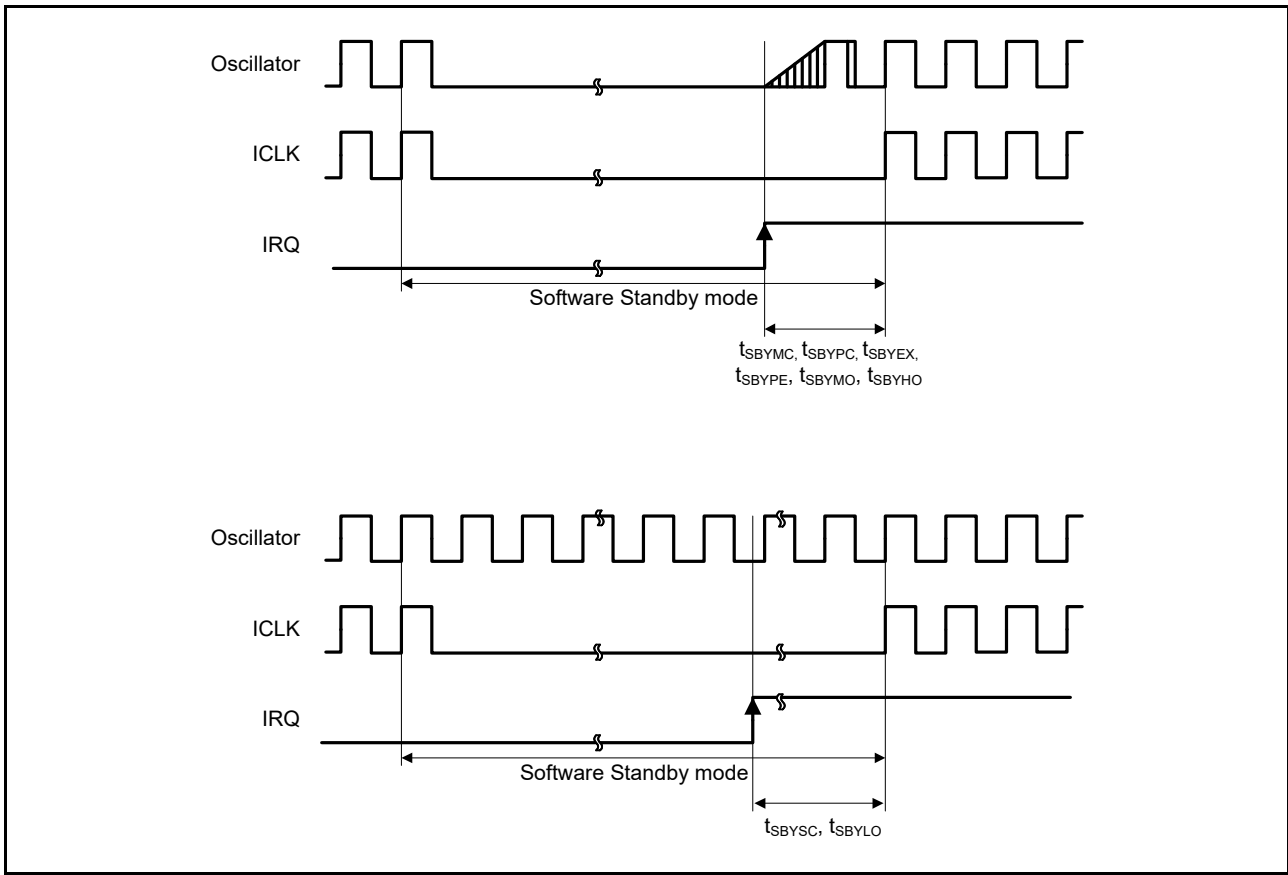 Oscillator
ICLK
IRQ
Software Standby mode
tSBYMC, tSBYPC, tSBYEX,
tSBYPE, tSBYMO, tSBYHO
Oscillator
ICLK
IRQ
Software Standby mode
tSBYSC, tSBYLO